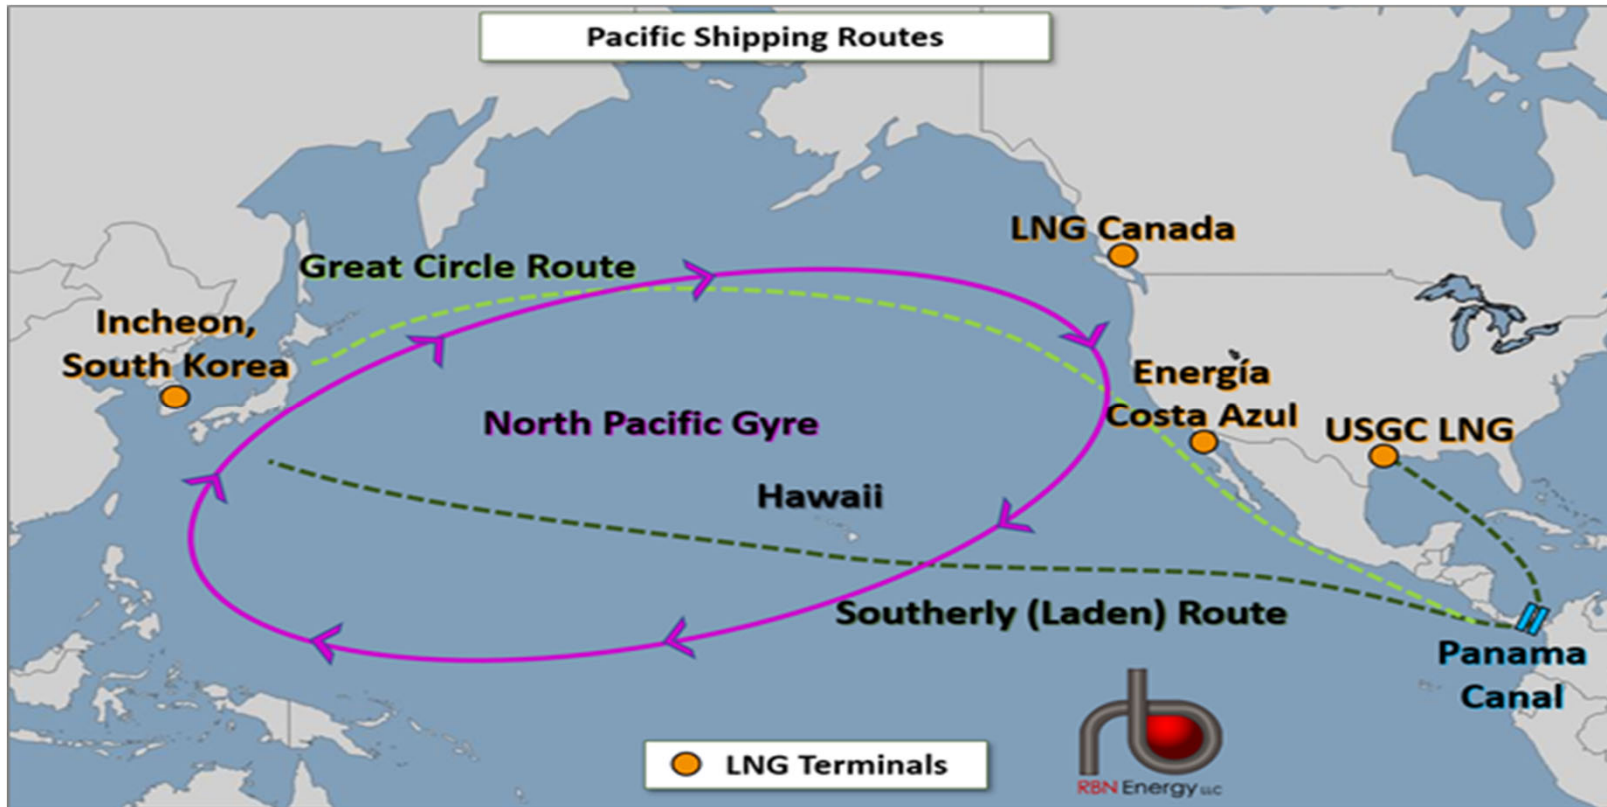 Pacific Shipping Routes
LNG Canada
Great Circle Route
Incheon,
South Korea
Energía
Costa Azul
North Pacific Gyre
USGC LNG
Hawaii
Southerly (Laden) Route
Panama
Canal
LNG Terminals
RBN Energy LLC